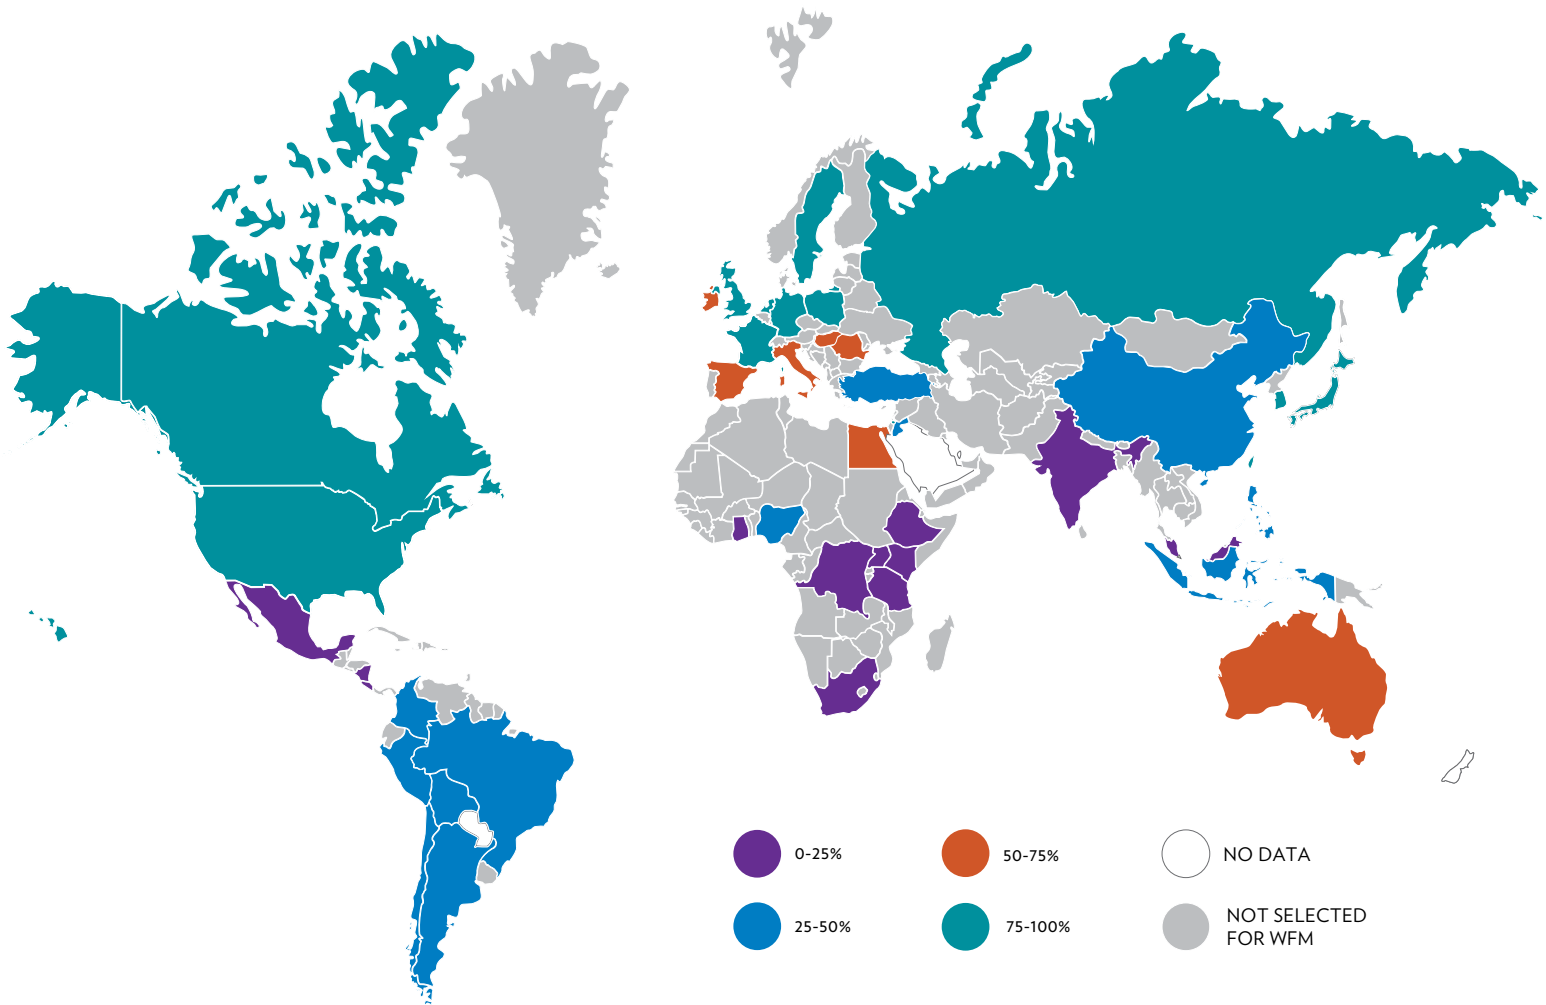 0-25%
50-75%
NO DATA
25-50%
75-100%
NOT SELECTED
FOR WFM